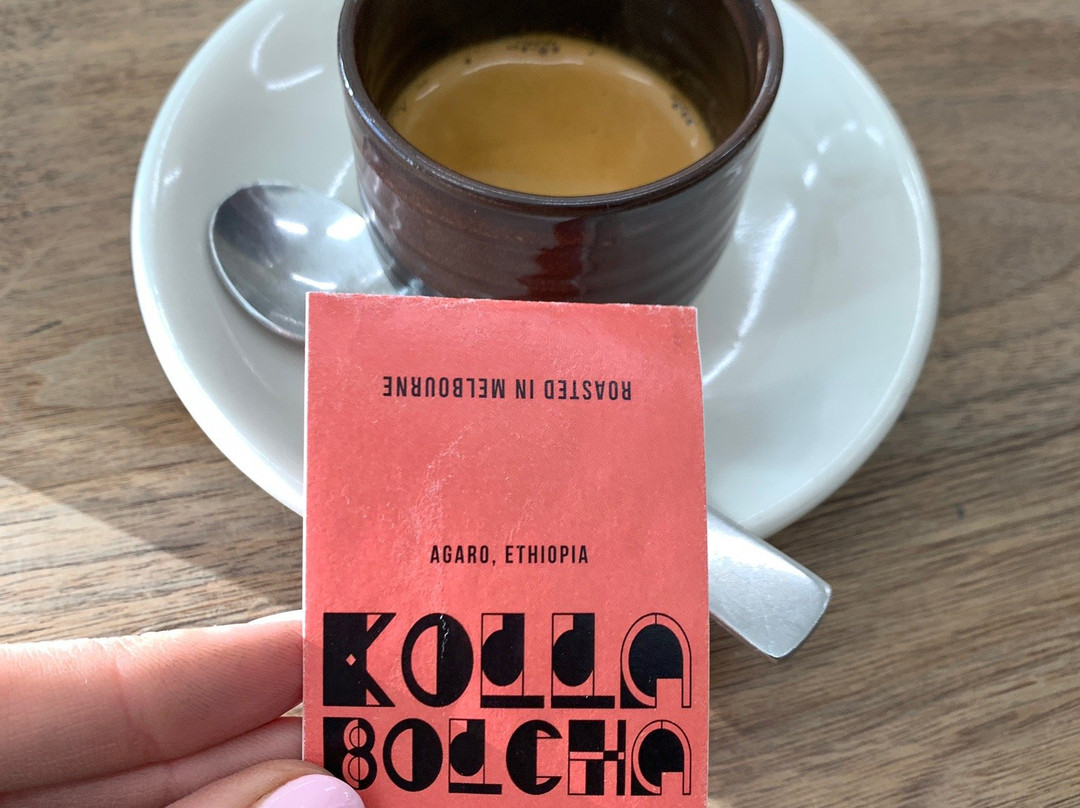 ROASTED IN MELBOURNE
AGARO, ETHIOPIA
KOLLA
BOLCHA